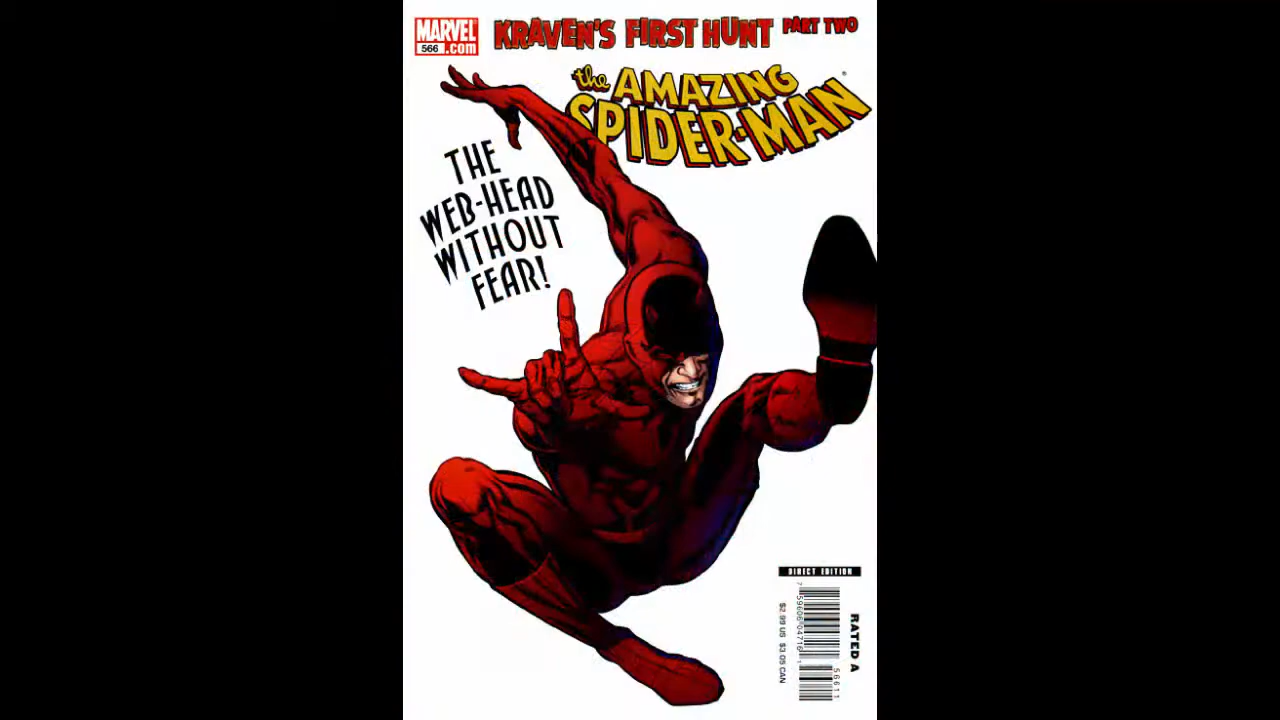 MARVEL
566 .com
KRAVEN'S FIRST HUNT PART TWO
the AMAZING
SPIDER-MAN
THE
WEB-HEAD
WITHOUT
FEAR!
DIRECT EDITION
RATED A
$2.99 US $3.05 CAN
56611